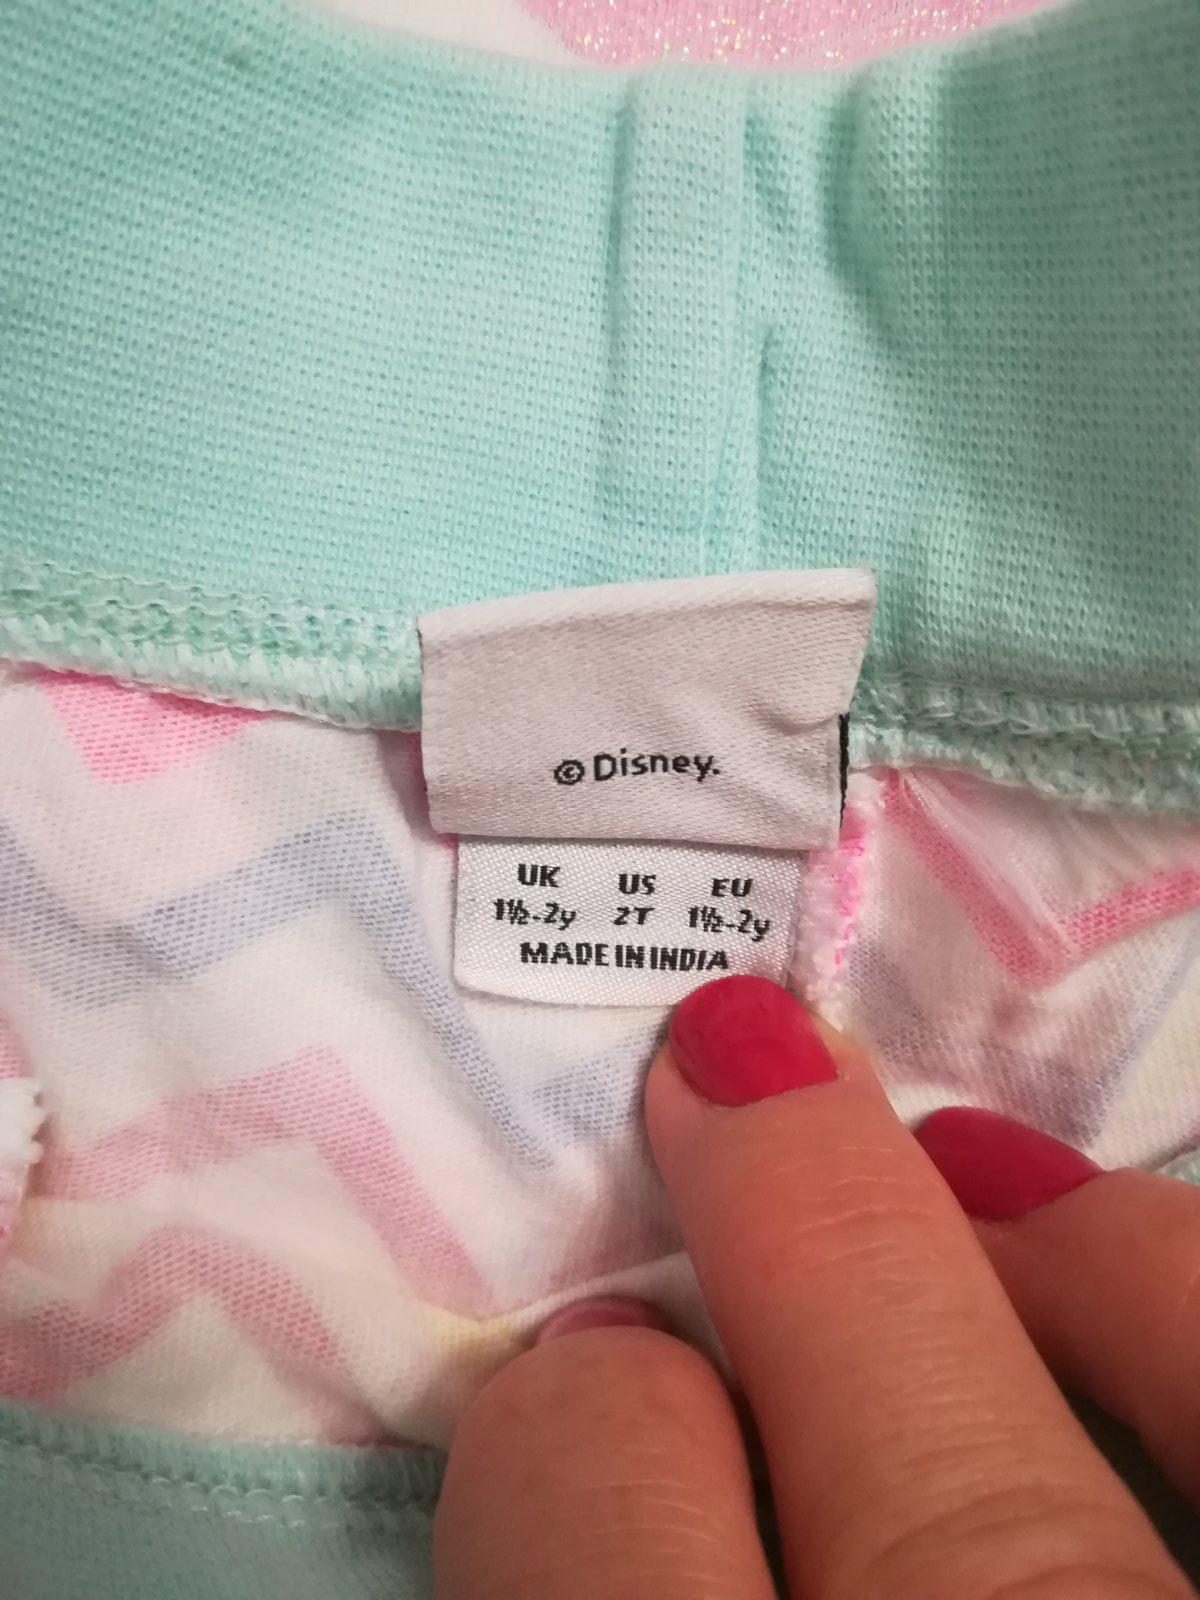 © Disney.
UK US EU
1½-2y 2T 1½-2y
MADE IN INDIA